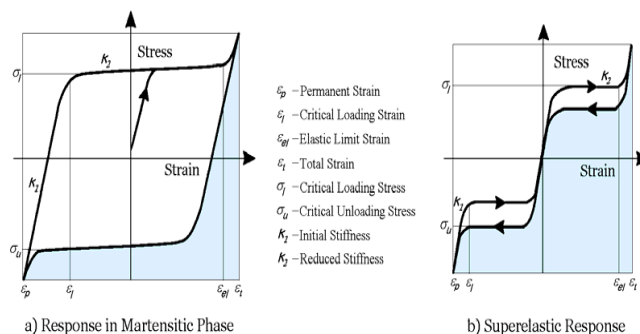 Stress
Strain
σl
σu
K1
K2
εp
εl
εel
εt
a) Response in Martensitic Phase
εp – Permanent Strain
εl – Critical Loading Strain
εel – Elastic Limit Strain
εt – Total Strain
σl – Critical Loading Stress
σu – Critical Unloading Stress
K1 – Initial Stiffness
K2 – Reduced Stiffness
Stress
Strain
σl
σu
K1
K2
εp
εl
εel
εt
b) Superelastic Response